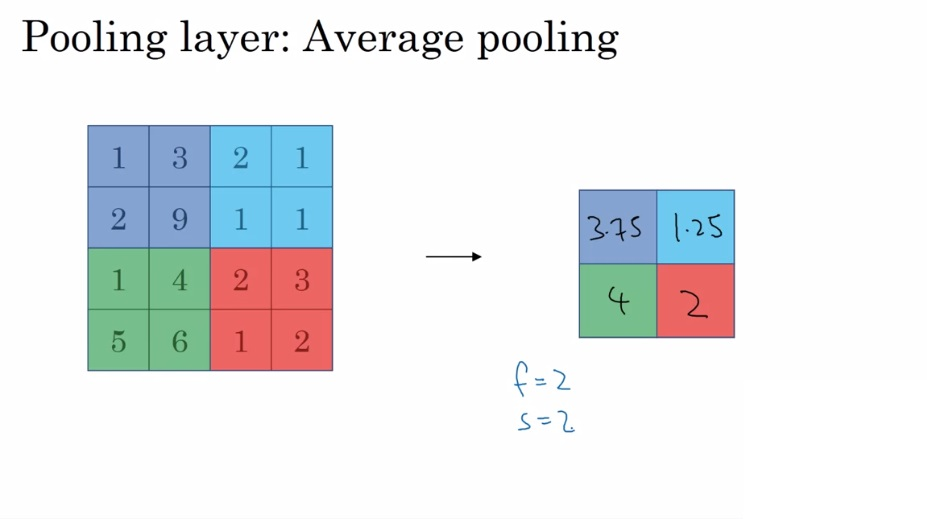 Pooling layer: Average pooling
1 3 2 1
2 9 1 1
1 4 2 3
5 6 1 2
3.75 1.25
4 2
f=2
s=2